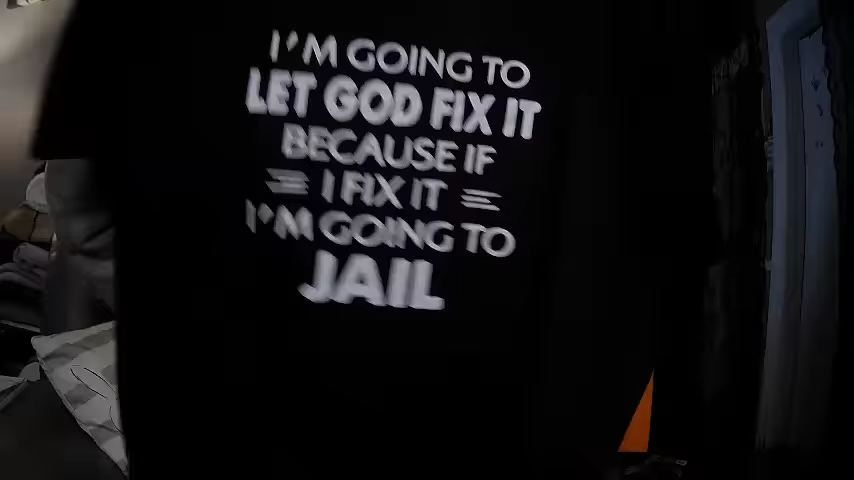 I'M GOING TO
LET GOD FIX IT
BECAUSE IF
I FIX IT
I'M GOING TO
JAIL